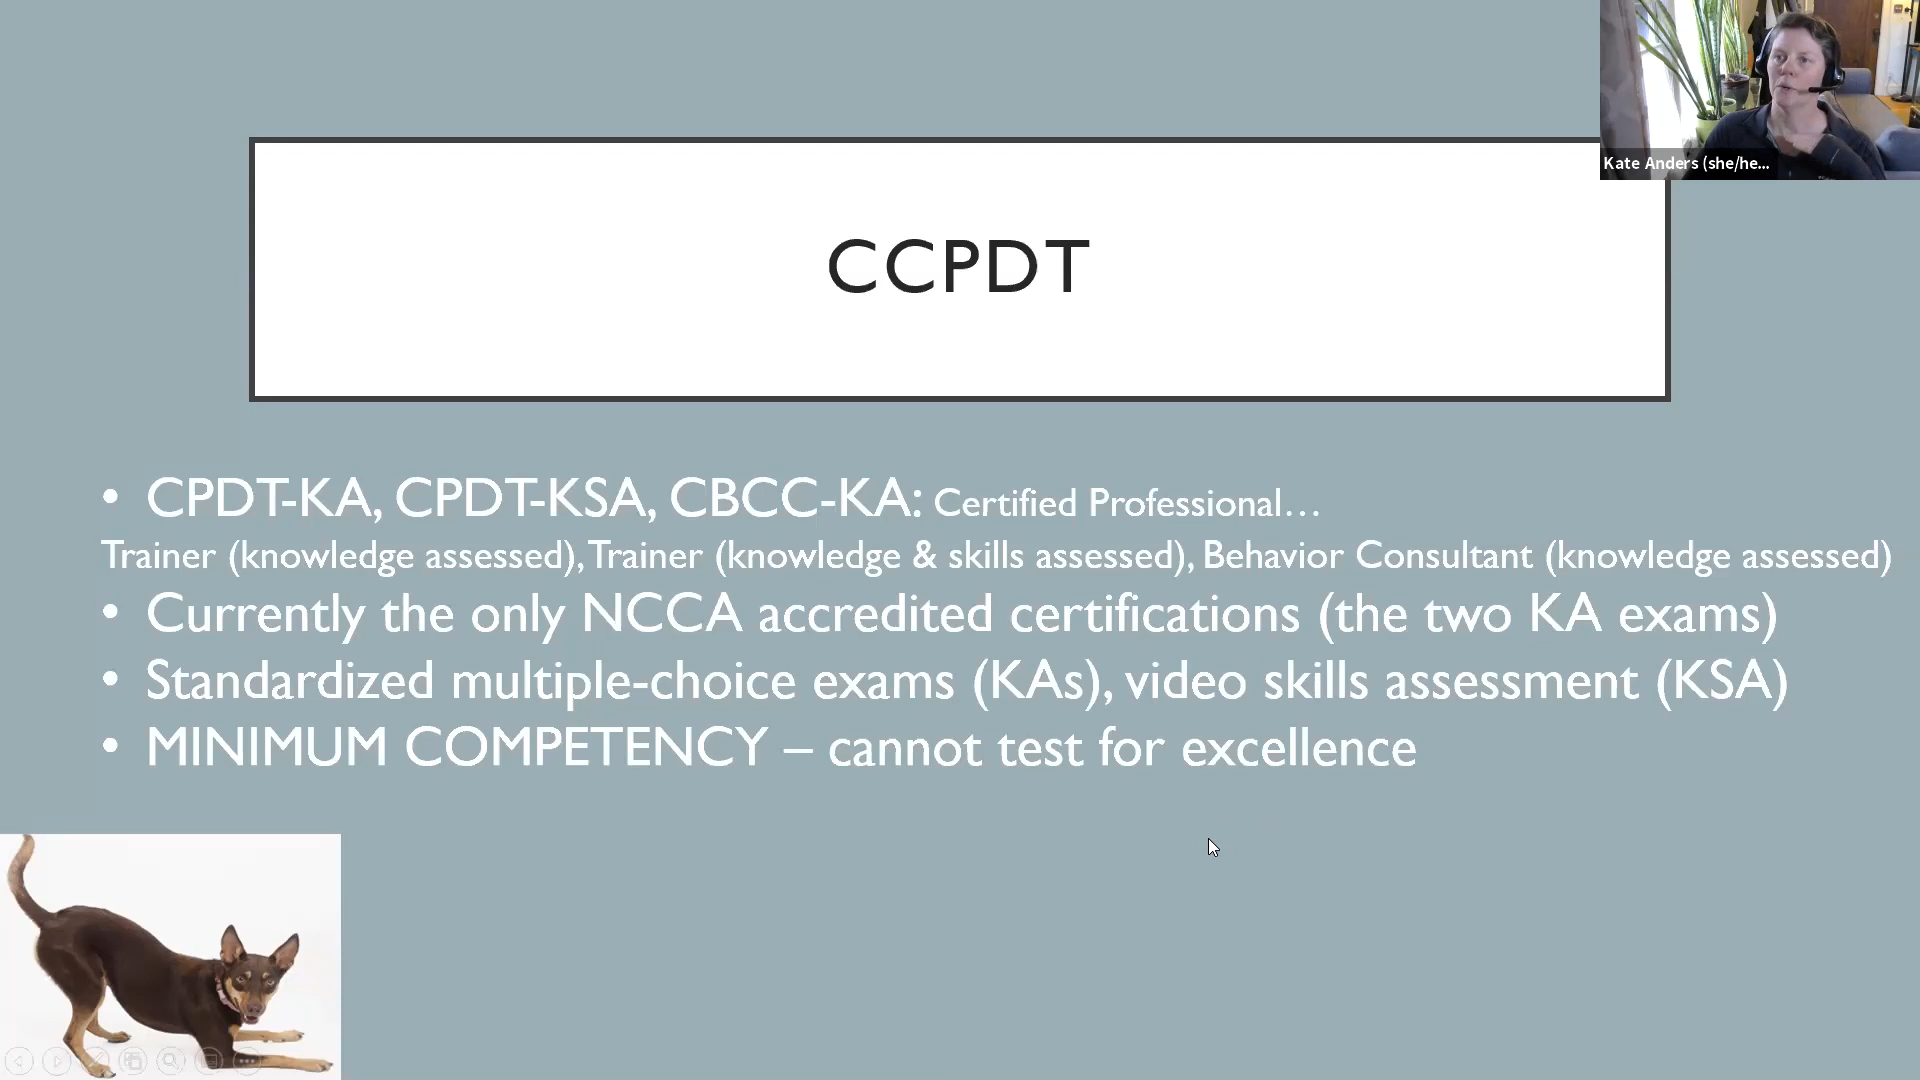 Kate Anders (she/he...
CCPDT
• CPDT-KA, CPDT-KSA, CBCC-KA: Certified Professional…
Trainer (knowledge assessed), Trainer (knowledge & skills assessed), Behavior Consultant (knowledge assessed)
• Currently the only NCCA accredited certifications (the two KA exams)
• Standardized multiple-choice exams (KAs), video skills assessment (KSA)
• MINIMUM COMPETENCY – cannot test for excellence